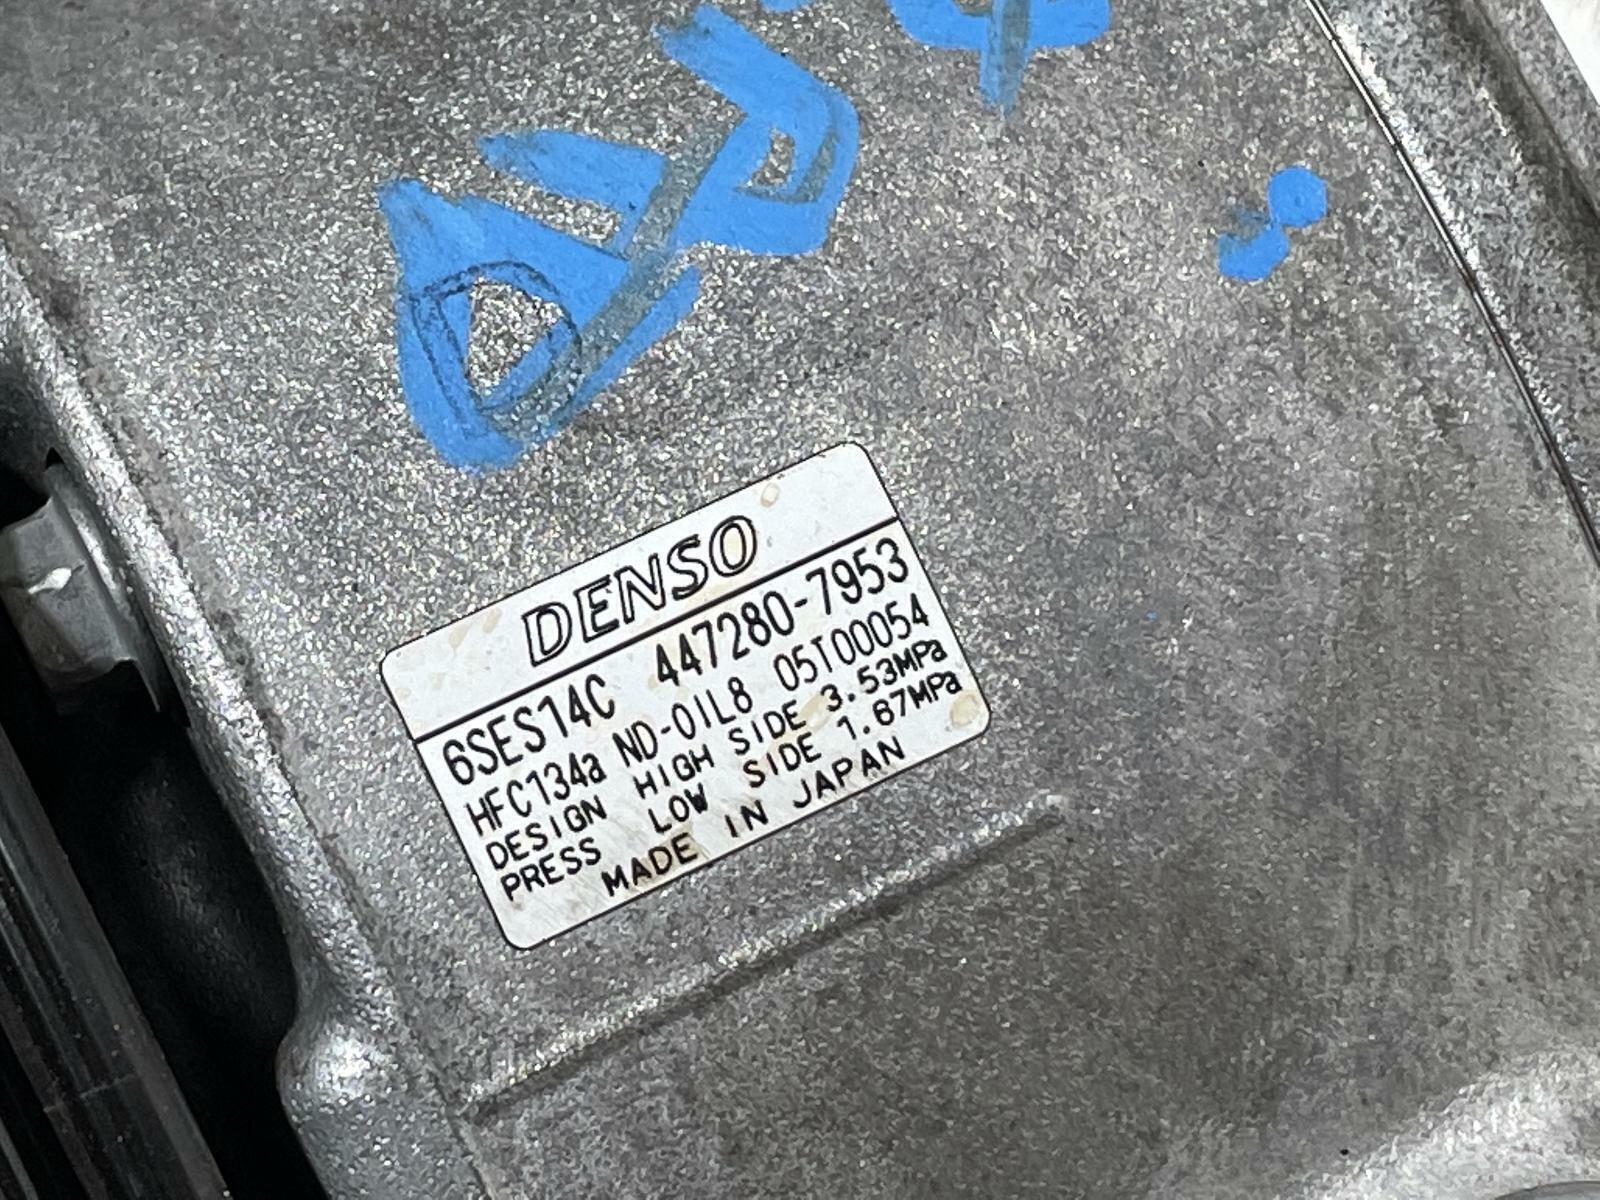 DENSO
6SES14C 447280-7953
HFC134a ND-OIL8 05T00054
DESIGN HIGH SIDE 3.53MPa
PRESS LOW SIDE 1.67MPa
MADE IN JAPAN